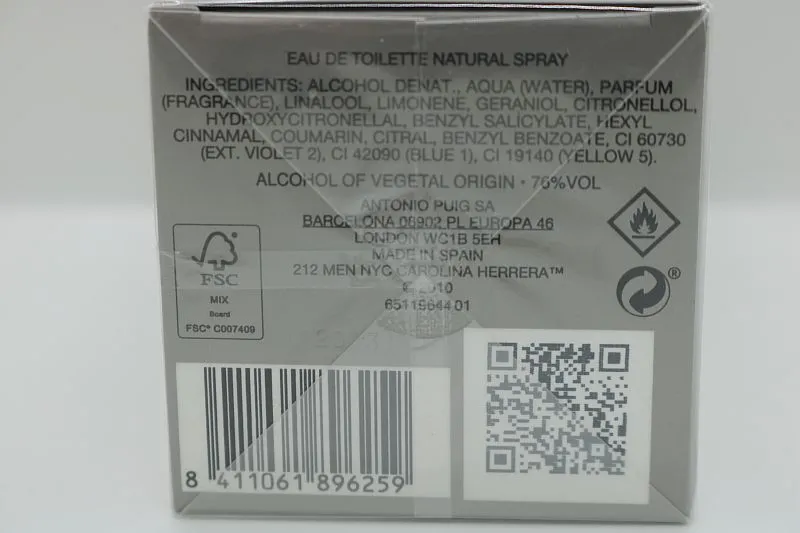 EAU DE TOILETTE NATURAL SPRAY
INGREDIENTS: ALCOHOL DENAT., AQUA (WATER), PARFUM
(FRAGRANCE), LINALOOL, LIMONENE, GERANIOL, CITRONELLOL,
HYDROXYCITRONELLAL, BENZYL SALICYLATE, HEXYL
CINNAMAL, COUMARIN, CITRAL, BENZYL BENZOATE, CI 60730
(EXT. VIOLET 2), CI 42090 (BLUE 1), CI 19140 (YELLOW 5).
ALCOHOL OF VEGETAL ORIGIN • 76%VOL
ANTONIO PUIG SA
BARCELONA 08902 PL EUROPA 46
LONDON WC1B 5EH
MADE IN SPAIN
212 MEN NYC CAROLINA HERRERA™
© 2010
6511964401
FSC
MIX
Board
FSC® C007409
®
8 411061 896259